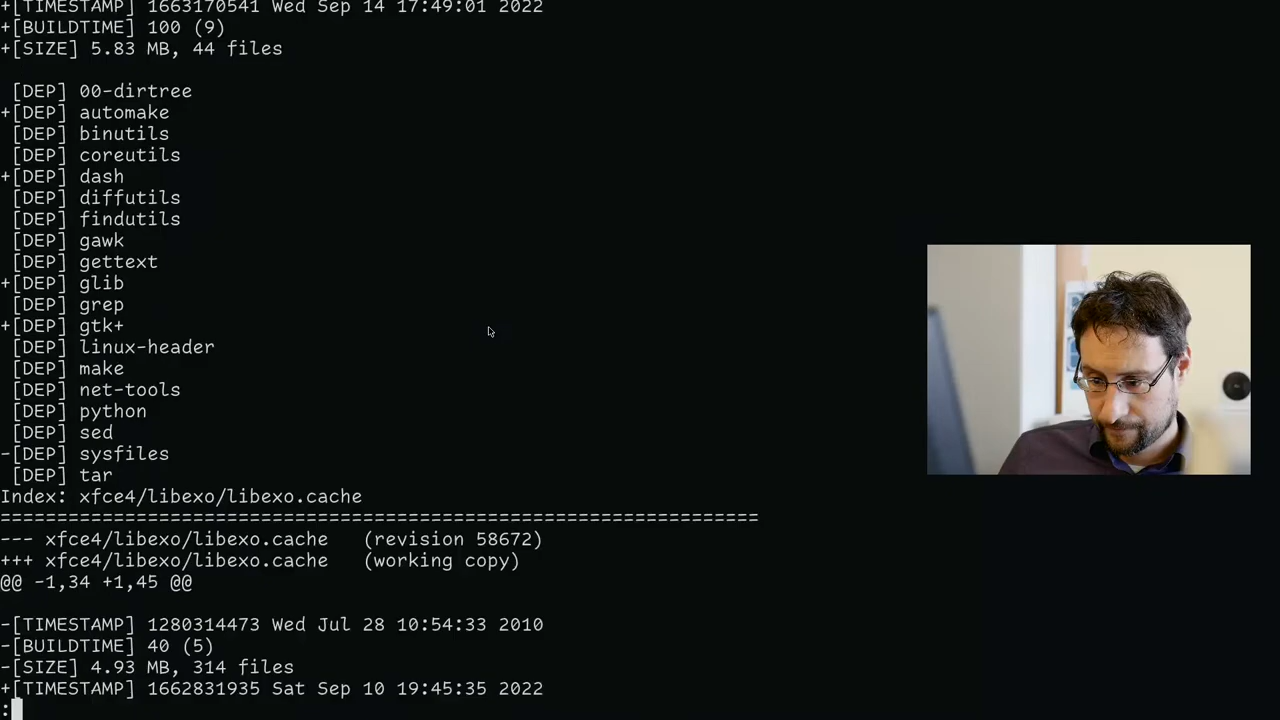 +[TIMESTAMP] 1663170541 Wed Sep 14 17:49:01 2022
+[BUILDTIME] 100 (9)
+[SIZE] 5.83 MB, 44 files
 [DEP] 00-dirtree
+[DEP] automake
 [DEP] binutils
 [DEP] coreutils
+[DEP] dash
 [DEP] diffutils
 [DEP] findutils
 [DEP] gawk
 [DEP] gettext
+[DEP] glib
 [DEP] grep
+[DEP] gtk+
 [DEP] linux-header
 [DEP] make
 [DEP] net-tools
 [DEP] python
 [DEP] sed
-[DEP] sysfiles
 [DEP] tar
Index: xfce4/libexo/libexo.cache
===================================================================
--- xfce4/libexo/libexo.cache   (revision 58672)
+++ xfce4/libexo/libexo.cache   (working copy)
@@ -1,34 +1,45 @@
-[TIMESTAMP] 1280314473 Wed Jul 28 10:54:33 2010
-[BUILDTIME] 40 (5)
-[SIZE] 4.93 MB, 314 files
+[TIMESTAMP] 1662831935 Sat Sep 10 19:45:35 2022
: